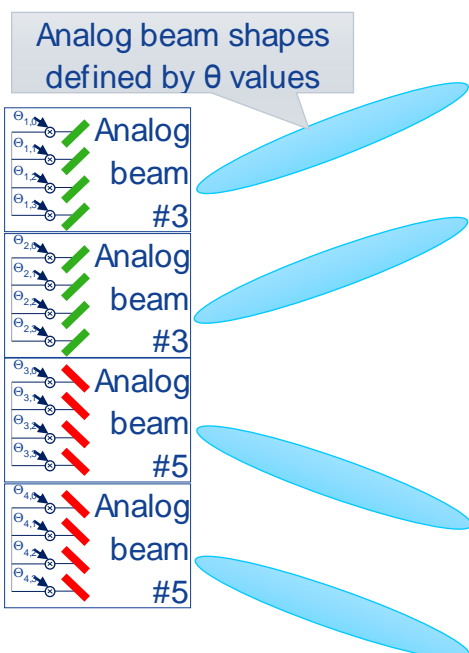 Analog beam shapes
defined by θ values
Θ1,0
Θ1,1
Θ1,2
Θ1,3
Analog
beam
#3
Θ2,0
Θ2,1
Θ2,2
Θ2,3
Analog
beam
#3
Θ3,0
Θ3,1
Θ3,2
Θ3,3
Analog
beam
#5
Θ4,0
Θ4,1
Θ4,2
Θ4,3
Analog
beam
#5